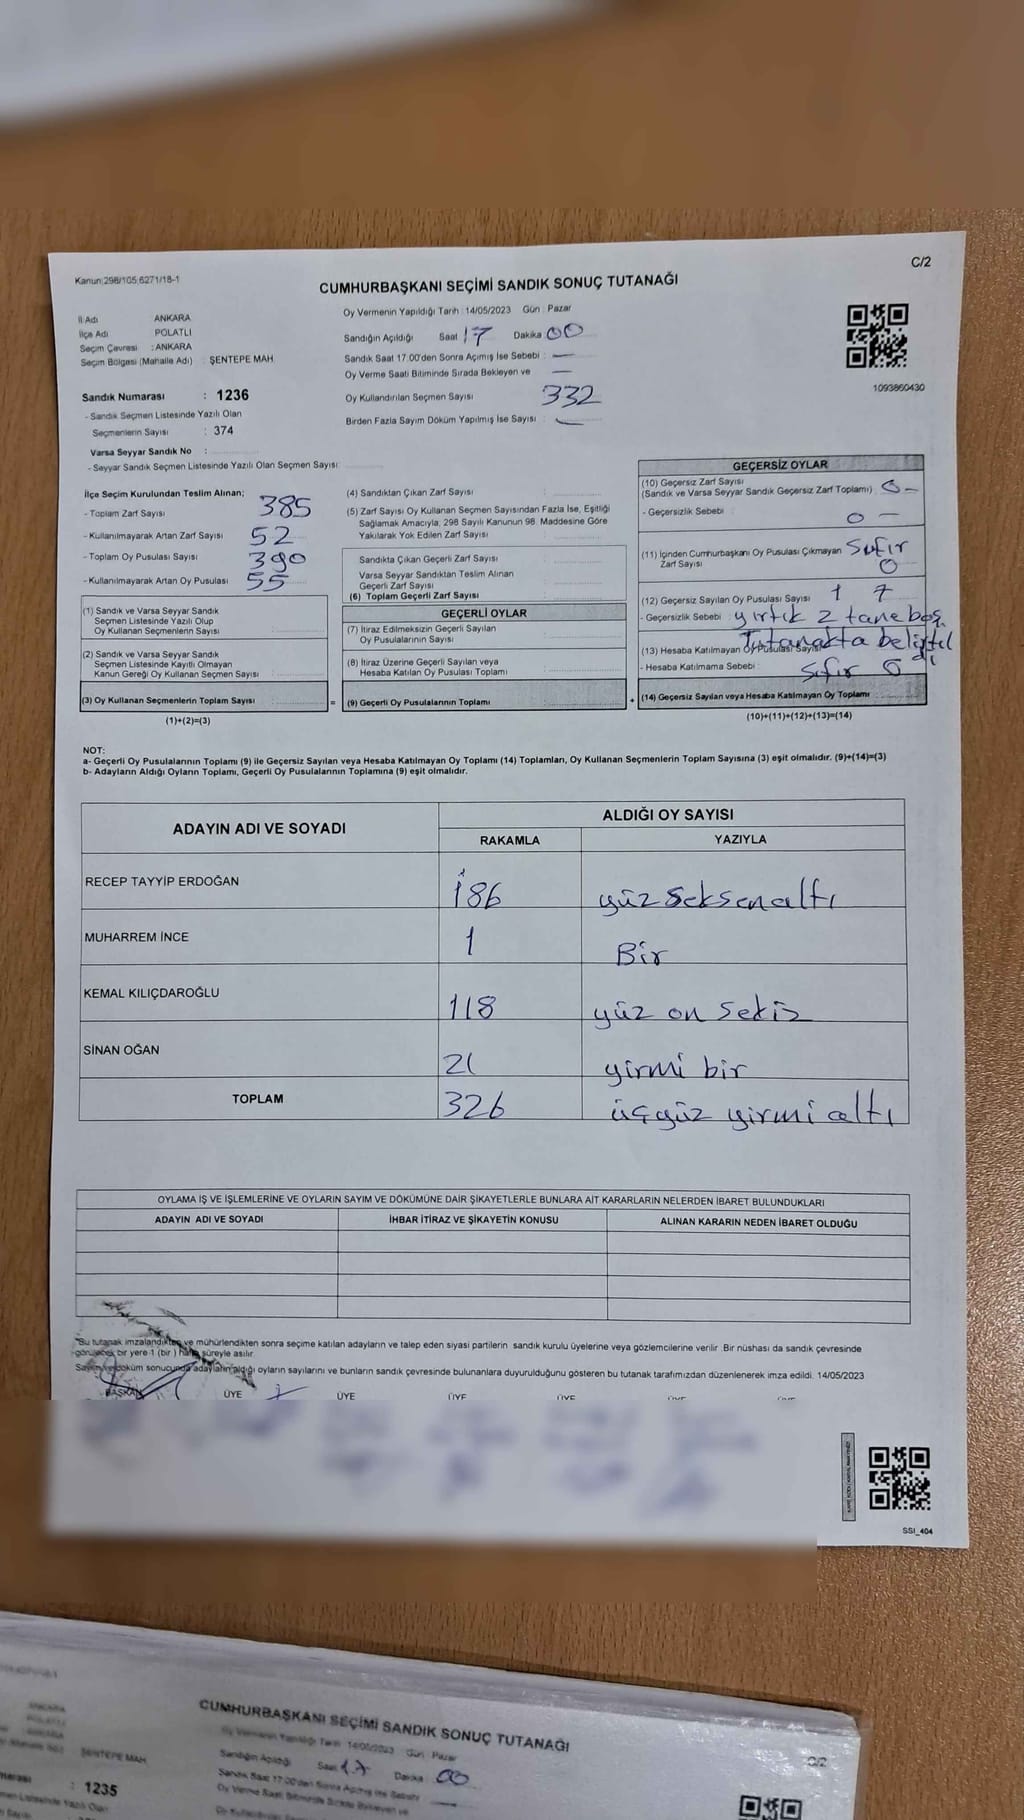 Kanun:298/105;6271/18-1
C/2
CUMHURBAŞKANI SEÇİMİ SANDIK SONUÇ TUTANAĞI
İl Adı ANKARA
İlçe Adı POLATLI
Seçim Çevresi : ANKARA
Seçim Bölgesi (Mahalle Adı) : ŞENTEPE MAH.
Sandık Numarası : 1236
- Sandık Seçmen Listesinde Yazılı Olan
Seçmenlerin Sayısı : 374
Varsa Seyyar Sandık No :
- Seyyar Sandık Seçmen Listesinde Yazılı Olan Seçmen Sayısı:
Oy Vermenin Yapıldığı Tarih : 14/05/2023 Gün : Pazar
Sandığın Açıldığı Saat 17 Dakika 00
Sandık Saat 17.00'den Sonra Açımış İse Sebebi : —
Oy Verme Saati Bitiminde Sırada Bekleyen ve —
Oy Kullandırılan Seçmen Sayısı 332
Birden Fazla Sayım Döküm Yapılmış İse Sayısı : —
1093860430
İlçe Seçim Kurulundan Teslim Alınan;
- Toplam Zarf Sayısı 385
- Kullanılmayarak Artan Zarf Sayısı 52
- Toplam Oy Pusulası Sayısı 390
- Kullanılmayarak Artan Oy Pusulası 55
(1) Sandık ve Varsa Seyyar Sandık
Seçmen Listesinde Yazılı Olup
Oy Kullanan Seçmenlerin Sayısı :
(2) Sandık ve Varsa Seyyar Sandık
Seçmen Listesinde Kayıtlı Olmayan
Kanun Gereği Oy Kullanan Seçmen Sayısı :
(3) Oy Kullanan Seçmenlerin Toplam Sayısı : =
(1)+(2)=(3)
(4) Sandıktan Çıkan Zarf Sayısı :
(5) Zarf Sayısı Oy Kullanan Seçmen Sayısından Fazla İse, Eşitliği
Sağlamak Amacıyla, 298 Sayılı Kanunun 98. Maddesine Göre
Yakılarak Yok Edilen Zarf Sayısı :
Sandıkta Çıkan Geçerli Zarf Sayısı :
Varsa Seyyar Sandıktan Teslim Alınan
Geçerli Zarf Sayısı :
(6) Toplam Geçerli Zarf Sayısı :
GEÇERLİ OYLAR
(7) İtiraz Edilmeksizin Geçerli Sayılan
Oy Pusulalarının Sayısı :
(8) İtiraz Üzerine Geçerli Sayılan veya
Hesaba Katılan Oy Pusulası Toplamı :
(9) Geçerli Oy Pusulalarının Toplamı : +
GEÇERSİZ OYLAR
(10) Geçersiz Zarf Sayısı
(Sandık ve Varsa Seyyar Sandık Geçersiz Zarf Toplamı) : 0 -
- Geçersizlik Sebebi : 0 -
(11) İçinden Cumhurbaşkanı Oy Pusulası Çıkmayan Sıfır
Zarf Sayısı 0
(12) Geçersiz Sayılan Oy Pusulası Sayısı 1 7
- Geçersizlik Sebebi yırtık 2 tane boş.
Tutanakta belirtil
di
(13) Hesaba Katılmayan Oy Pusulası Sayısı
- Hesaba Katılmama Sebebi : sıfır 0
(14) Geçersiz Sayılan veya Hesaba Katılmayan Oy Toplamı :
(10)+(11)+(12)+(13)=(14)
NOT:
a- Geçerli Oy Pusulalarının Toplamı (9) ile Geçersiz Sayılan veya Hesaba Katılmayan Oy Toplamı (14) Toplamları, Oy Kullanan Seçmenlerin Toplam Sayısına (3) eşit olmalıdır. (9)+(14)=(3)
b- Adayların Aldığı Oyların Toplamı, Geçerli Oy Pusulalarının Toplamına (9) eşit olmalıdır.
ADAYIN ADI VE SOYADI
ALDIĞI OY SAYISI
RAKAMLA YAZIYLA
RECEP TAYYİP ERDOĞAN 186 yüz seksen altı
MUHARREM İNCE 1 Bir
KEMAL KILIÇDAROĞLU 118 yüz on sekiz
SİNAN OĞAN 21 yirmi bir
TOPLAM 326 üçyüz yirmi altı
OYLAMA İŞ VE İŞLEMLERİNE VE OYLARIN SAYIM VE DÖKÜMÜNE DAİR ŞİKAYETLERLE BUNLARA AİT KARARLARIN NELERDEN İBARET BULUNDUKLARI
ADAYIN ADI VE SOYADI İHBAR İTİRAZ VE ŞİKAYETİN KONUSU ALINAN KARARIN NEDEN İBARET OLDUĞU
*Bu tutanak imzalandıktan ve mühürlendikten sonra seçime katılan adayların ve talep eden siyasi partilerin sandık kurulu üyelerine veya gözlemcilerine verilir. Bir nüshası da sandık çevresinde
görülecek bir yere 1 (bir ) hafta süreyle asılır.
Sayım ve döküm sonucunda adayların aldığı oyların sayılarını ve bunların sandık çevresinde bulunanlara duyurulduğunu gösteren bu tutanak tarafımızdan düzenlenerek imza edildi. 14/05/2023
BAŞKAN ÜYE ÜYE ÜYE ÜYE
SSI_404
CUMHURBAŞKANI SEÇİMİ SANDIK SONUÇ TUTANAĞI
C/2
ANKARA
POLATLI
ANKARA
ŞENTEPE MAH.
: 1235
Oy Vermenin Yapıldığı Tarih : 14/05/2023 Gün : Pazar
Sandığın Açıldığı Saat 17 Dakika 00
Sandık Saat 17.00'den Sonra Açımış İse Sebebi
Oy Verme Saati Bitiminde Sırada Bekleyen ve